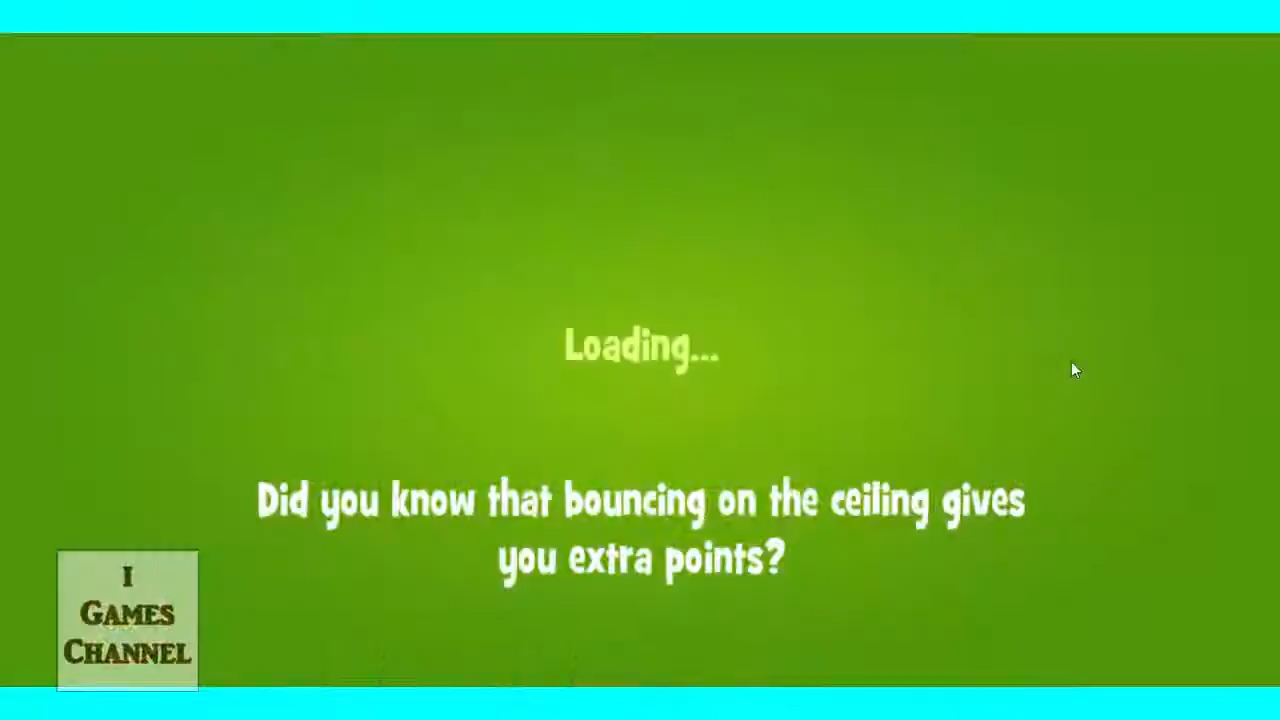 Loading...
Did you know that bouncing on the ceiling gives
you extra points?
I
GAMES
CHANNEL